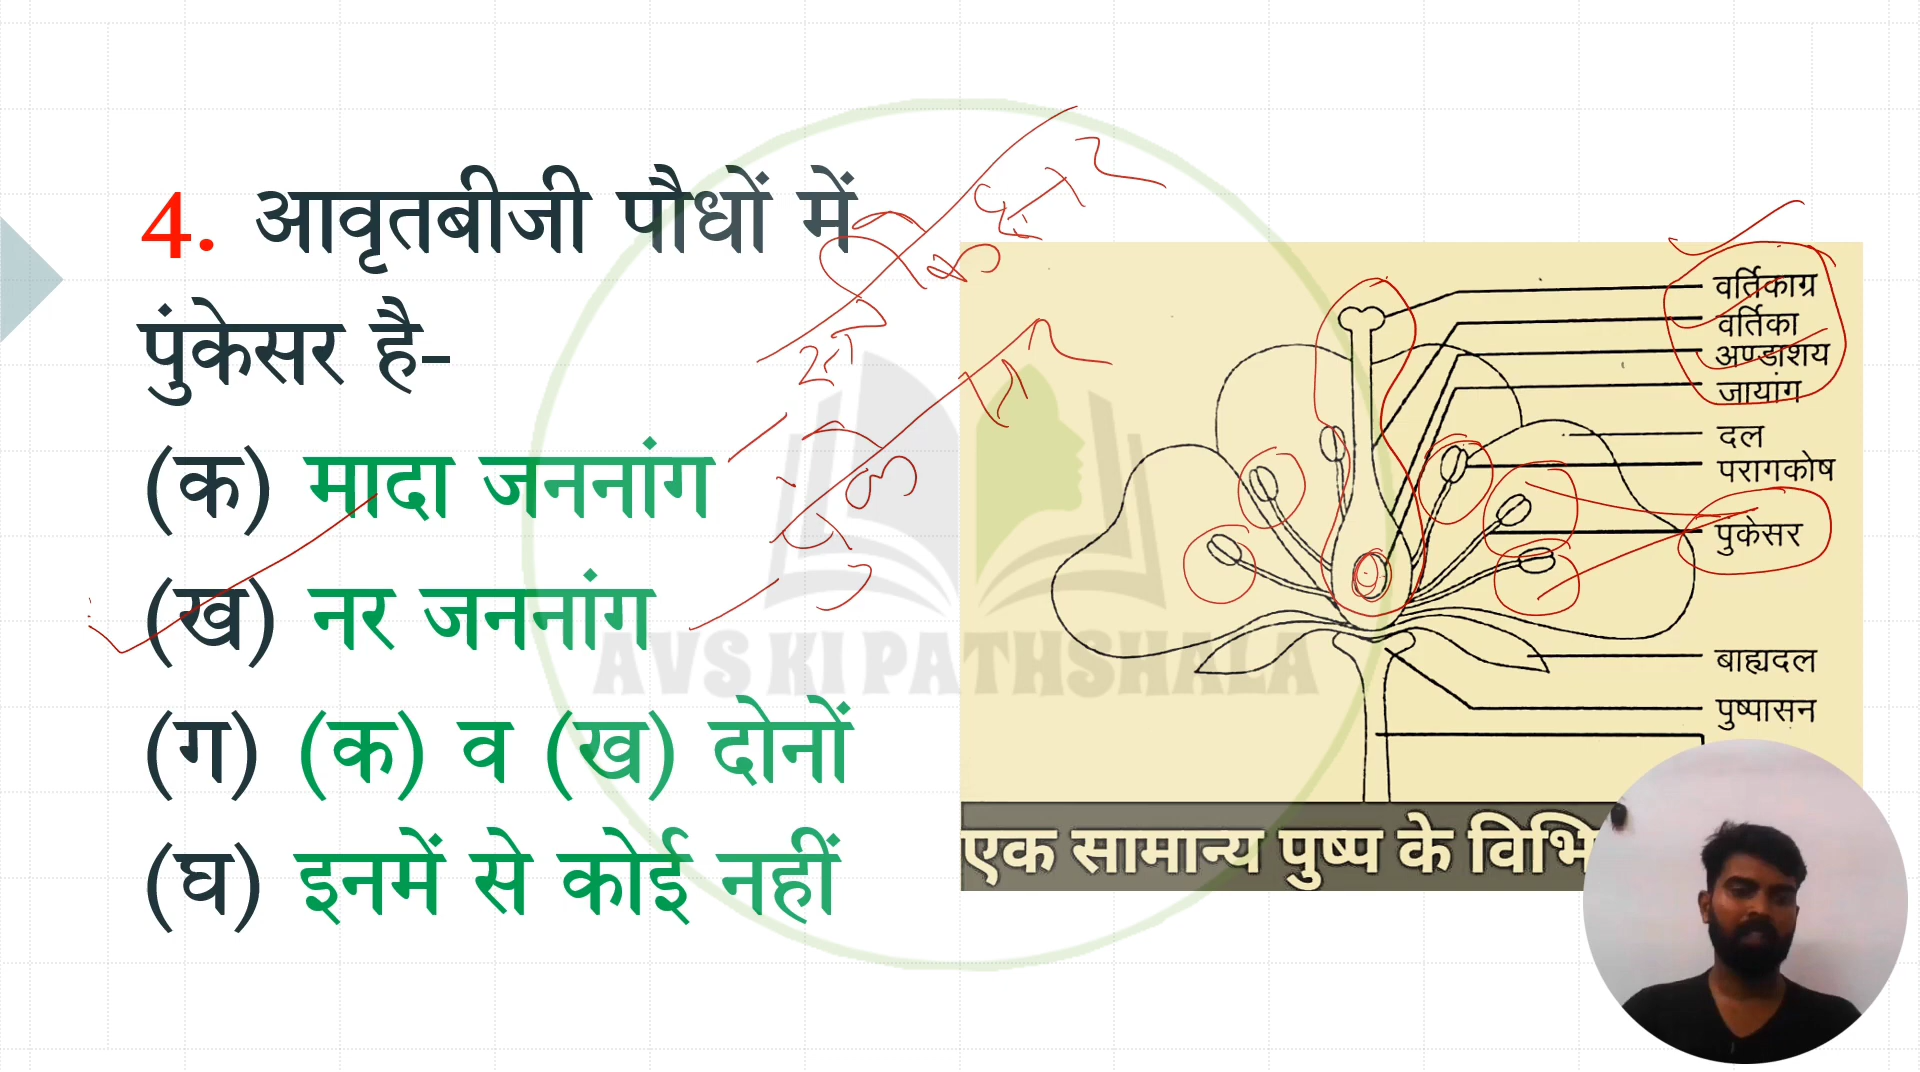 4. आवृतबीजी पौधों में
पुंकेसर है-
(क) मादा जननांग
(ख) नर जननांग
(ग) (क) व (ख) दोनों
(घ) इनमें से कोई नहीं
वर्तिकाग्र
वर्तिका
अण्डाशय
जायांग
दल
परागकोष
पुकेसर
बाह्यदल
पुष्पासन
एक सामान्य पुष्प के
AVS KI PATHSHALA